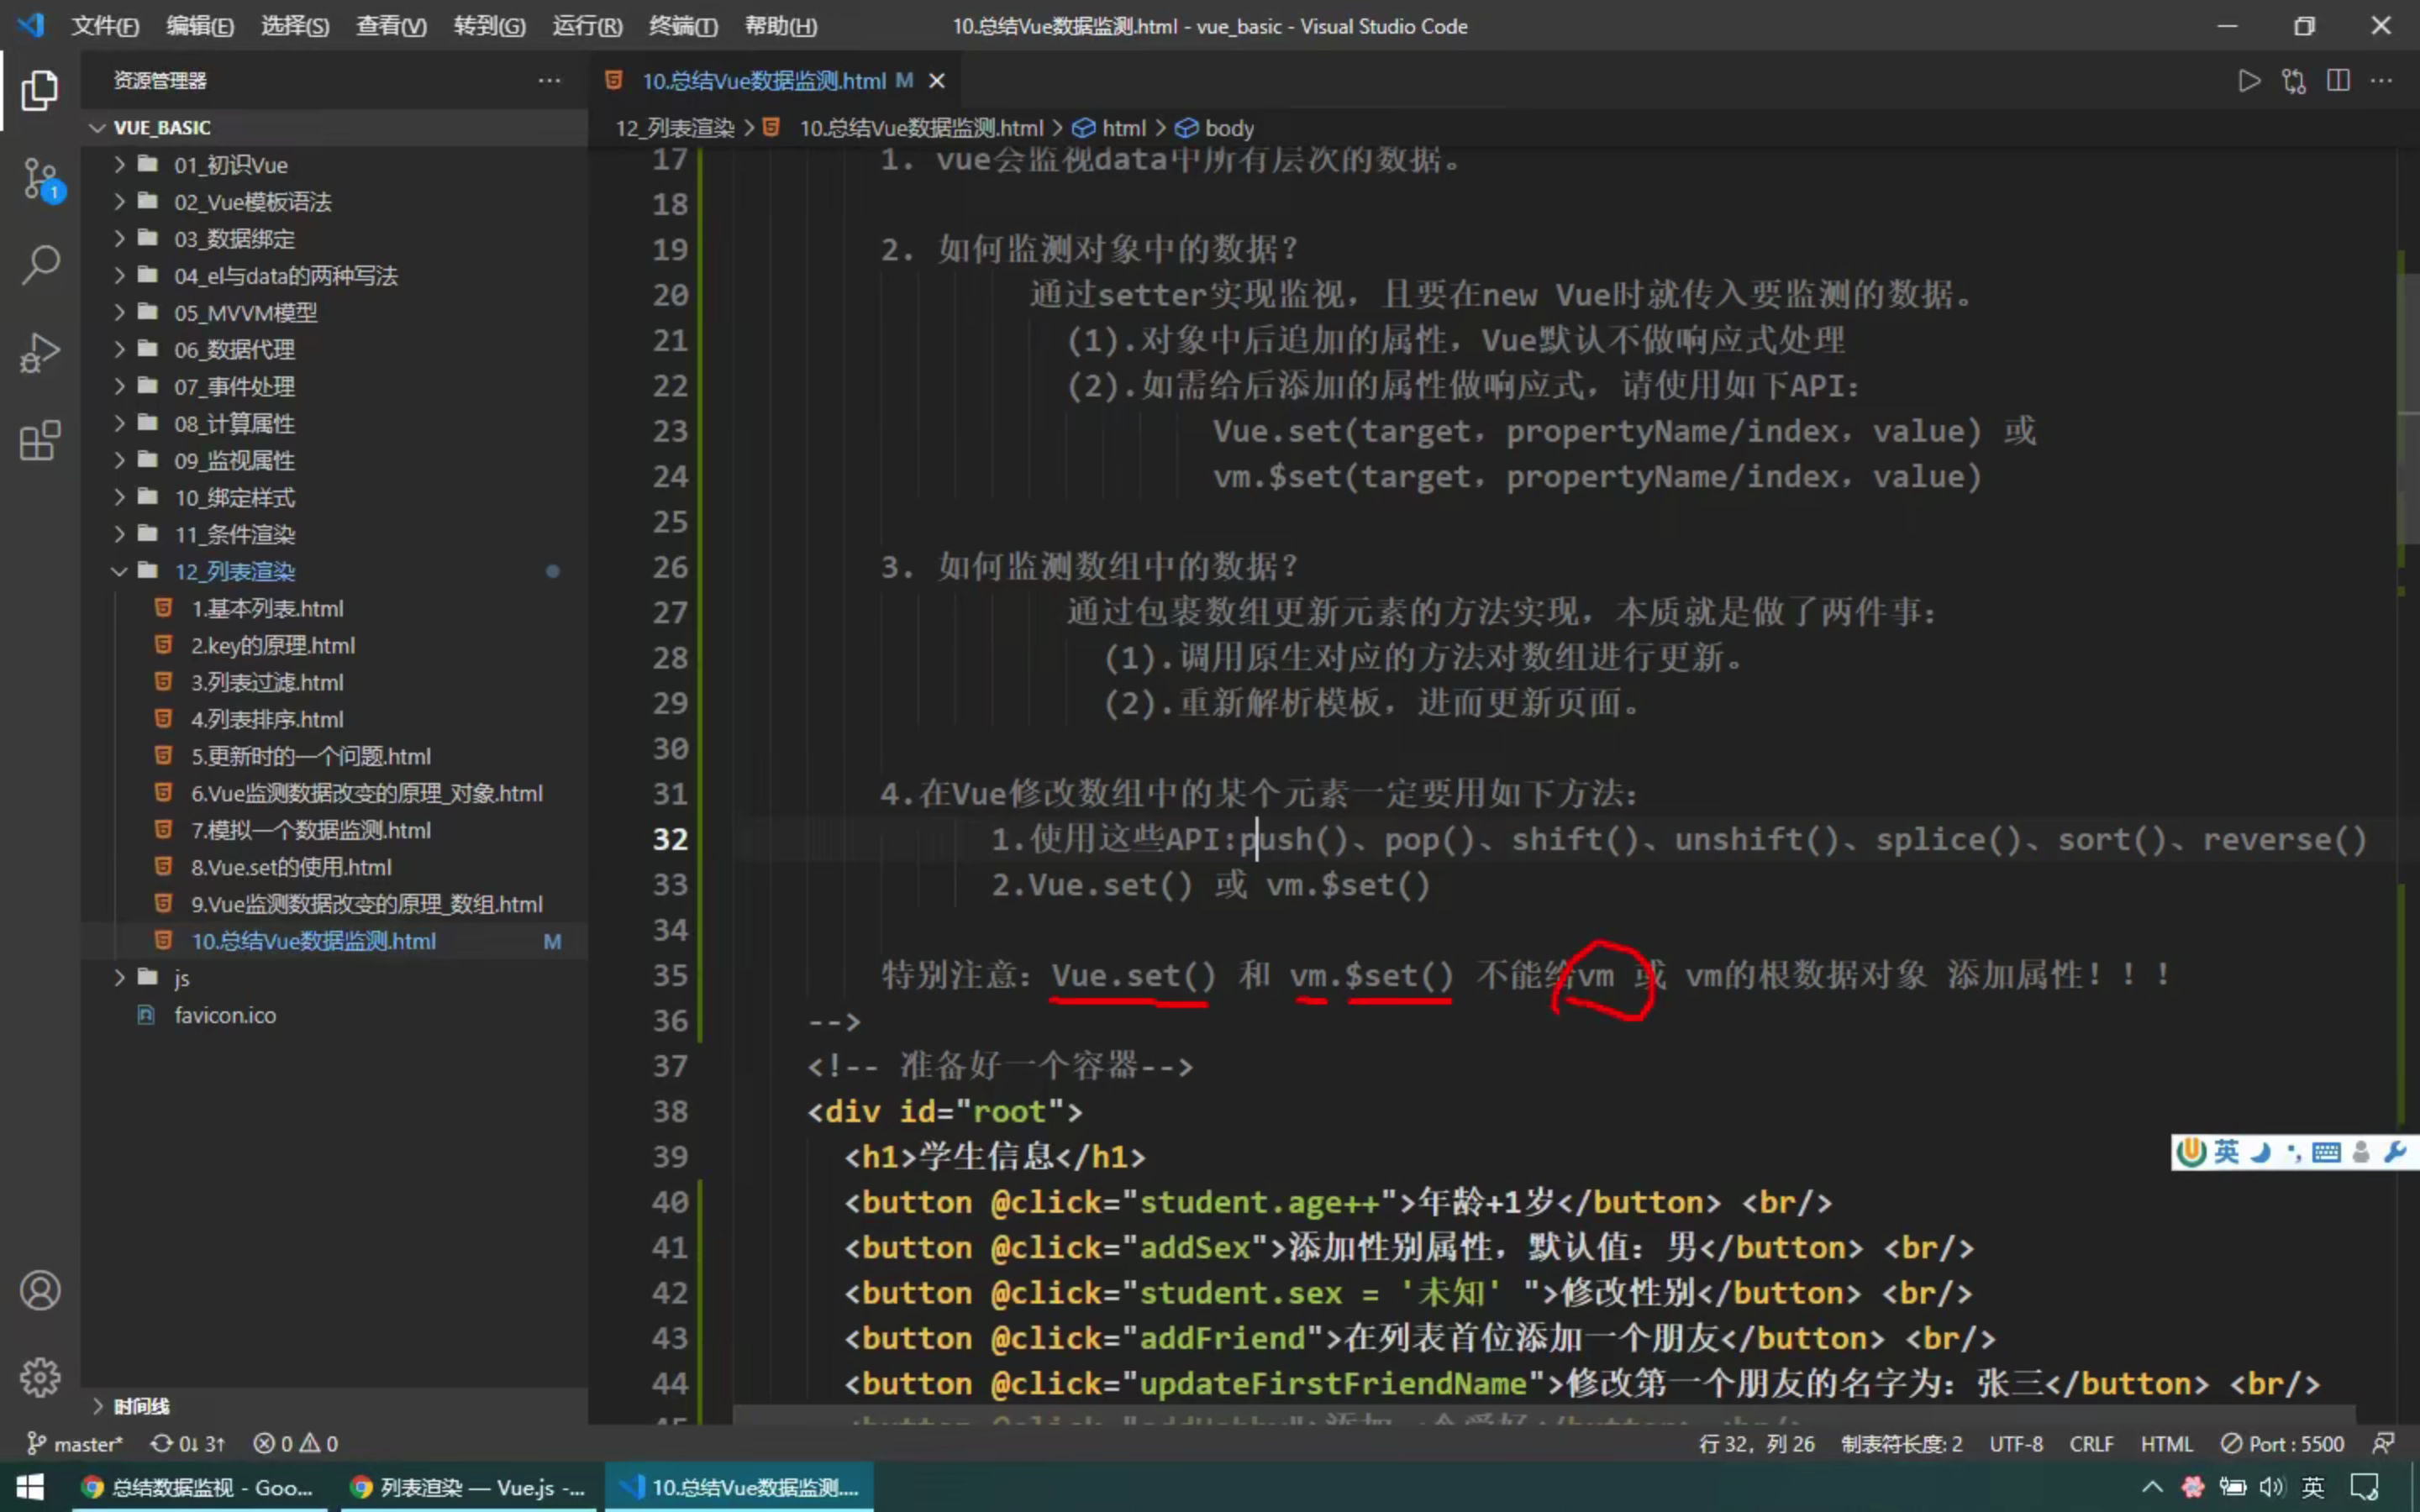 文件(F) 编辑(E) 选择(S) 查看(V) 转到(G) 运行(R) 终端(T) 帮助(H) 10.总结Vue数据监测.html - vue_basic - Visual Studio Code
资源管理器
10.总结Vue数据监测.html M
VUE_BASIC
12_列表渲染 > 10.总结Vue数据监测.html > html > body
01_初识Vue
02_Vue模板语法
03_数据绑定
04_el与data的两种写法
05_MVVM模型
06_数据代理
07_事件处理
08_计算属性
09_监视属性
10_绑定样式
11_条件渲染
12_列表渲染
1.基本列表.html
2.key的原理.html
3.列表过滤.html
4.列表排序.html
5.更新时的一个问题.html
6.Vue监测数据改变的原理_对象.html
7.模拟一个数据监测.html
8.Vue.set的使用.html
9.Vue监测数据改变的原理_数组.html
10.总结Vue数据监测.html M
js
favicon.ico
时间线
1
17 1. vue会监视data中所有层次的数据。
18
19 2. 如何监测对象中的数据?
20 通过setter实现监视，且要在new Vue时就传入要监测的数据。
21 (1).对象中后追加的属性，Vue默认不做响应式处理
22 (2).如需给后添加的属性做响应式，请使用如下API：
23 Vue.set(target，propertyName/index，value) 或
24 vm.$set(target，propertyName/index，value)
25
26 3. 如何监测数组中的数据?
27 通过包裹数组更新元素的方法实现，本质就是做了两件事：
28 (1).调用原生对应的方法对数组进行更新。
29 (2).重新解析模板，进而更新页面。
30
31 4.在Vue修改数组中的某个元素一定要用如下方法：
32 1.使用这些API:push()、pop()、shift()、unshift()、splice()、sort()、reverse()
33 2.Vue.set() 或 vm.$set()
34
35 特别注意：Vue.set() 和 vm.$set() 不能给vm 或 vm的根数据对象 添加属性！！！
36 -->
37 <!-- 准备好一个容器-->
38 <div id="root">
39 <h1>学生信息</h1>
40 <button @click="student.age++">年龄+1岁</button> <br/>
41 <button @click="addSex">添加性别属性，默认值：男</button> <br/>
42 <button @click="student.sex = '未知' ">修改性别</button> <br/>
43 <button @click="addFriend">在列表首位添加一个朋友</button> <br/>
44 <button @click="updateFirstFriendName">修改第一个朋友的名字为：张三</button> <br/>
英
master* 0↓ 3↑ 0 0 行 32，列 26 制表符长度: 2 UTF-8 CRLF HTML Port : 5500
总结数据监视 - Goo... 列表渲染 — Vue.js -... 10.总结Vue数据监测.... 英